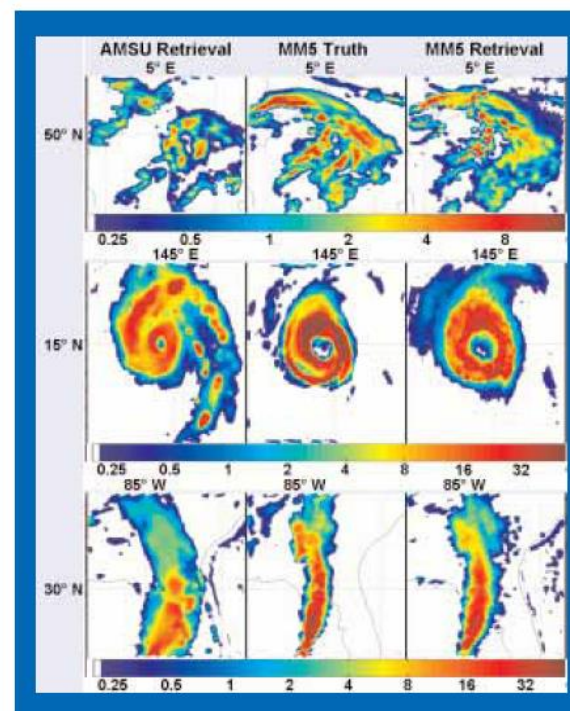 AMSU Retrieval MM5 Truth MM5 Retrieval
5° E 5° E 5° E
50° N
0.25 0.5 1 2 4 8
145° E 145° E 145° E
15° N
0.25 0.5 1 2 4 8 16 32
85° W 85° W 85° W
30° N
0.25 0.5 1 2 4 8 16 32